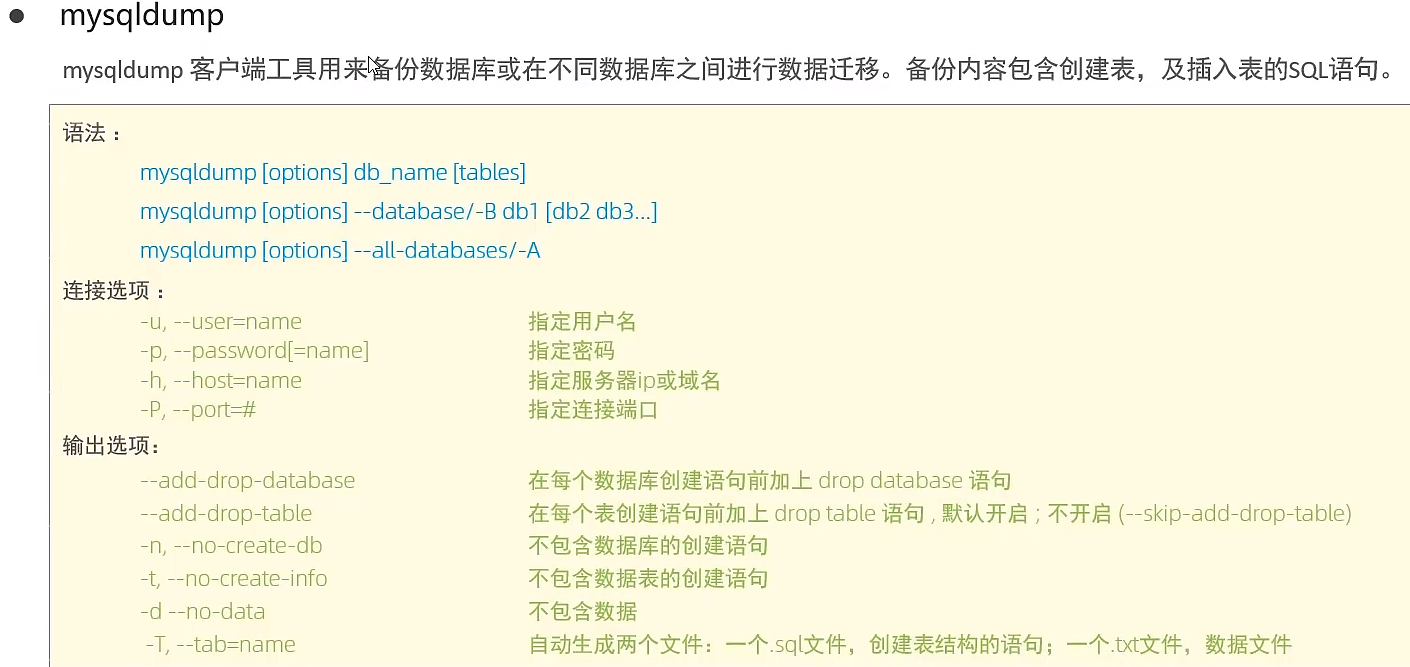 ● mysqldump
mysqldump 客户端工具用来备份数据库或在不同数据库之间进行数据迁移。备份内容包含创建表，及插入表的SQL语句。
语法 ：
mysqldump [options] db_name [tables]
mysqldump [options] --database/-B db1 [db2 db3...]
mysqldump [options] --all-databases/-A
连接选项 ：
-u, --user=name 指定用户名
-p, --password[=name] 指定密码
-h, --host=name 指定服务器ip或域名
-P, --port=# 指定连接端口
输出选项：
--add-drop-database 在每个数据库创建语句前加上 drop database 语句
--add-drop-table 在每个表创建语句前加上 drop table 语句 , 默认开启 ; 不开启 (--skip-add-drop-table)
-n, --no-create-db 不包含数据库的创建语句
-t, --no-create-info 不包含数据表的创建语句
-d --no-data 不包含数据
-T, --tab=name 自动生成两个文件：一个.sql文件，创建表结构的语句；一个.txt文件，数据文件